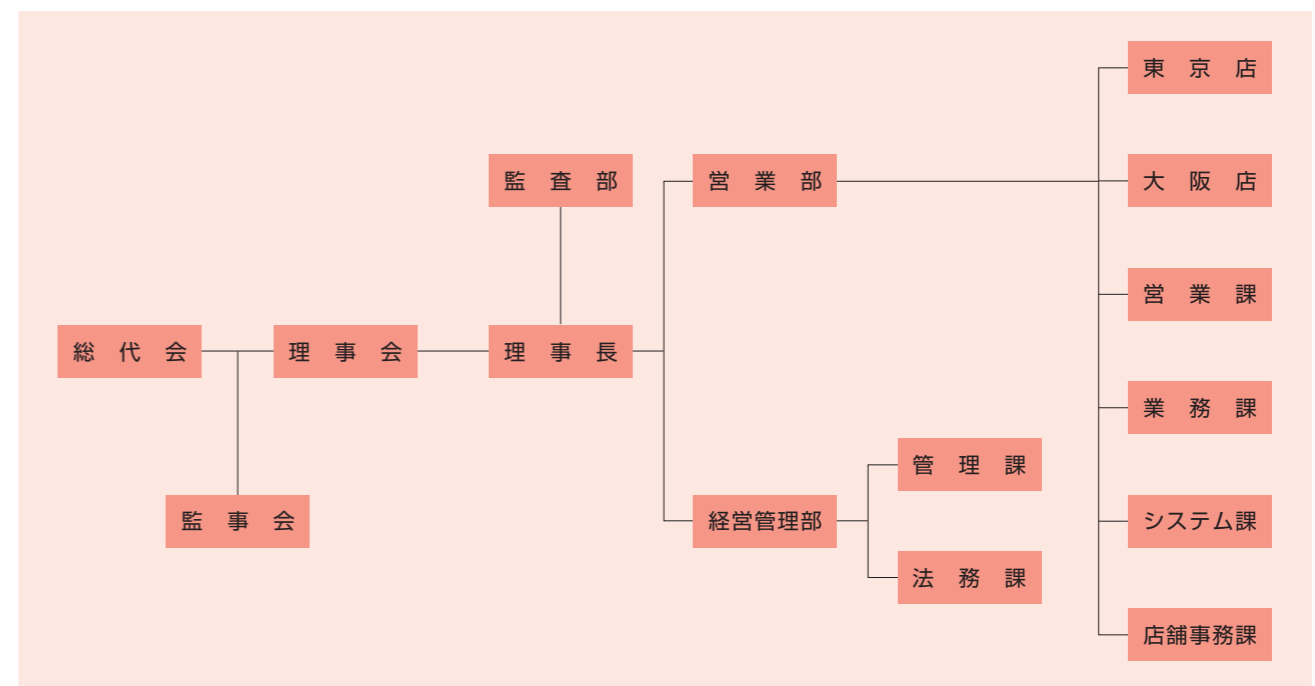 東京店
監査部
営業部
大阪店
営業課
総代会
理事会
理事長
業務課
管理課
監事会
経営管理部
システム課
法務課
店舗事務課